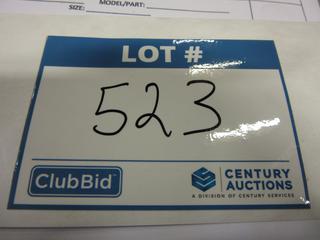 MODEL/PART:
SIZE:
LOT #
523
ClubBid
CENTURY
AUCTIONS
A DIVISION OF CENTURY SERVICES